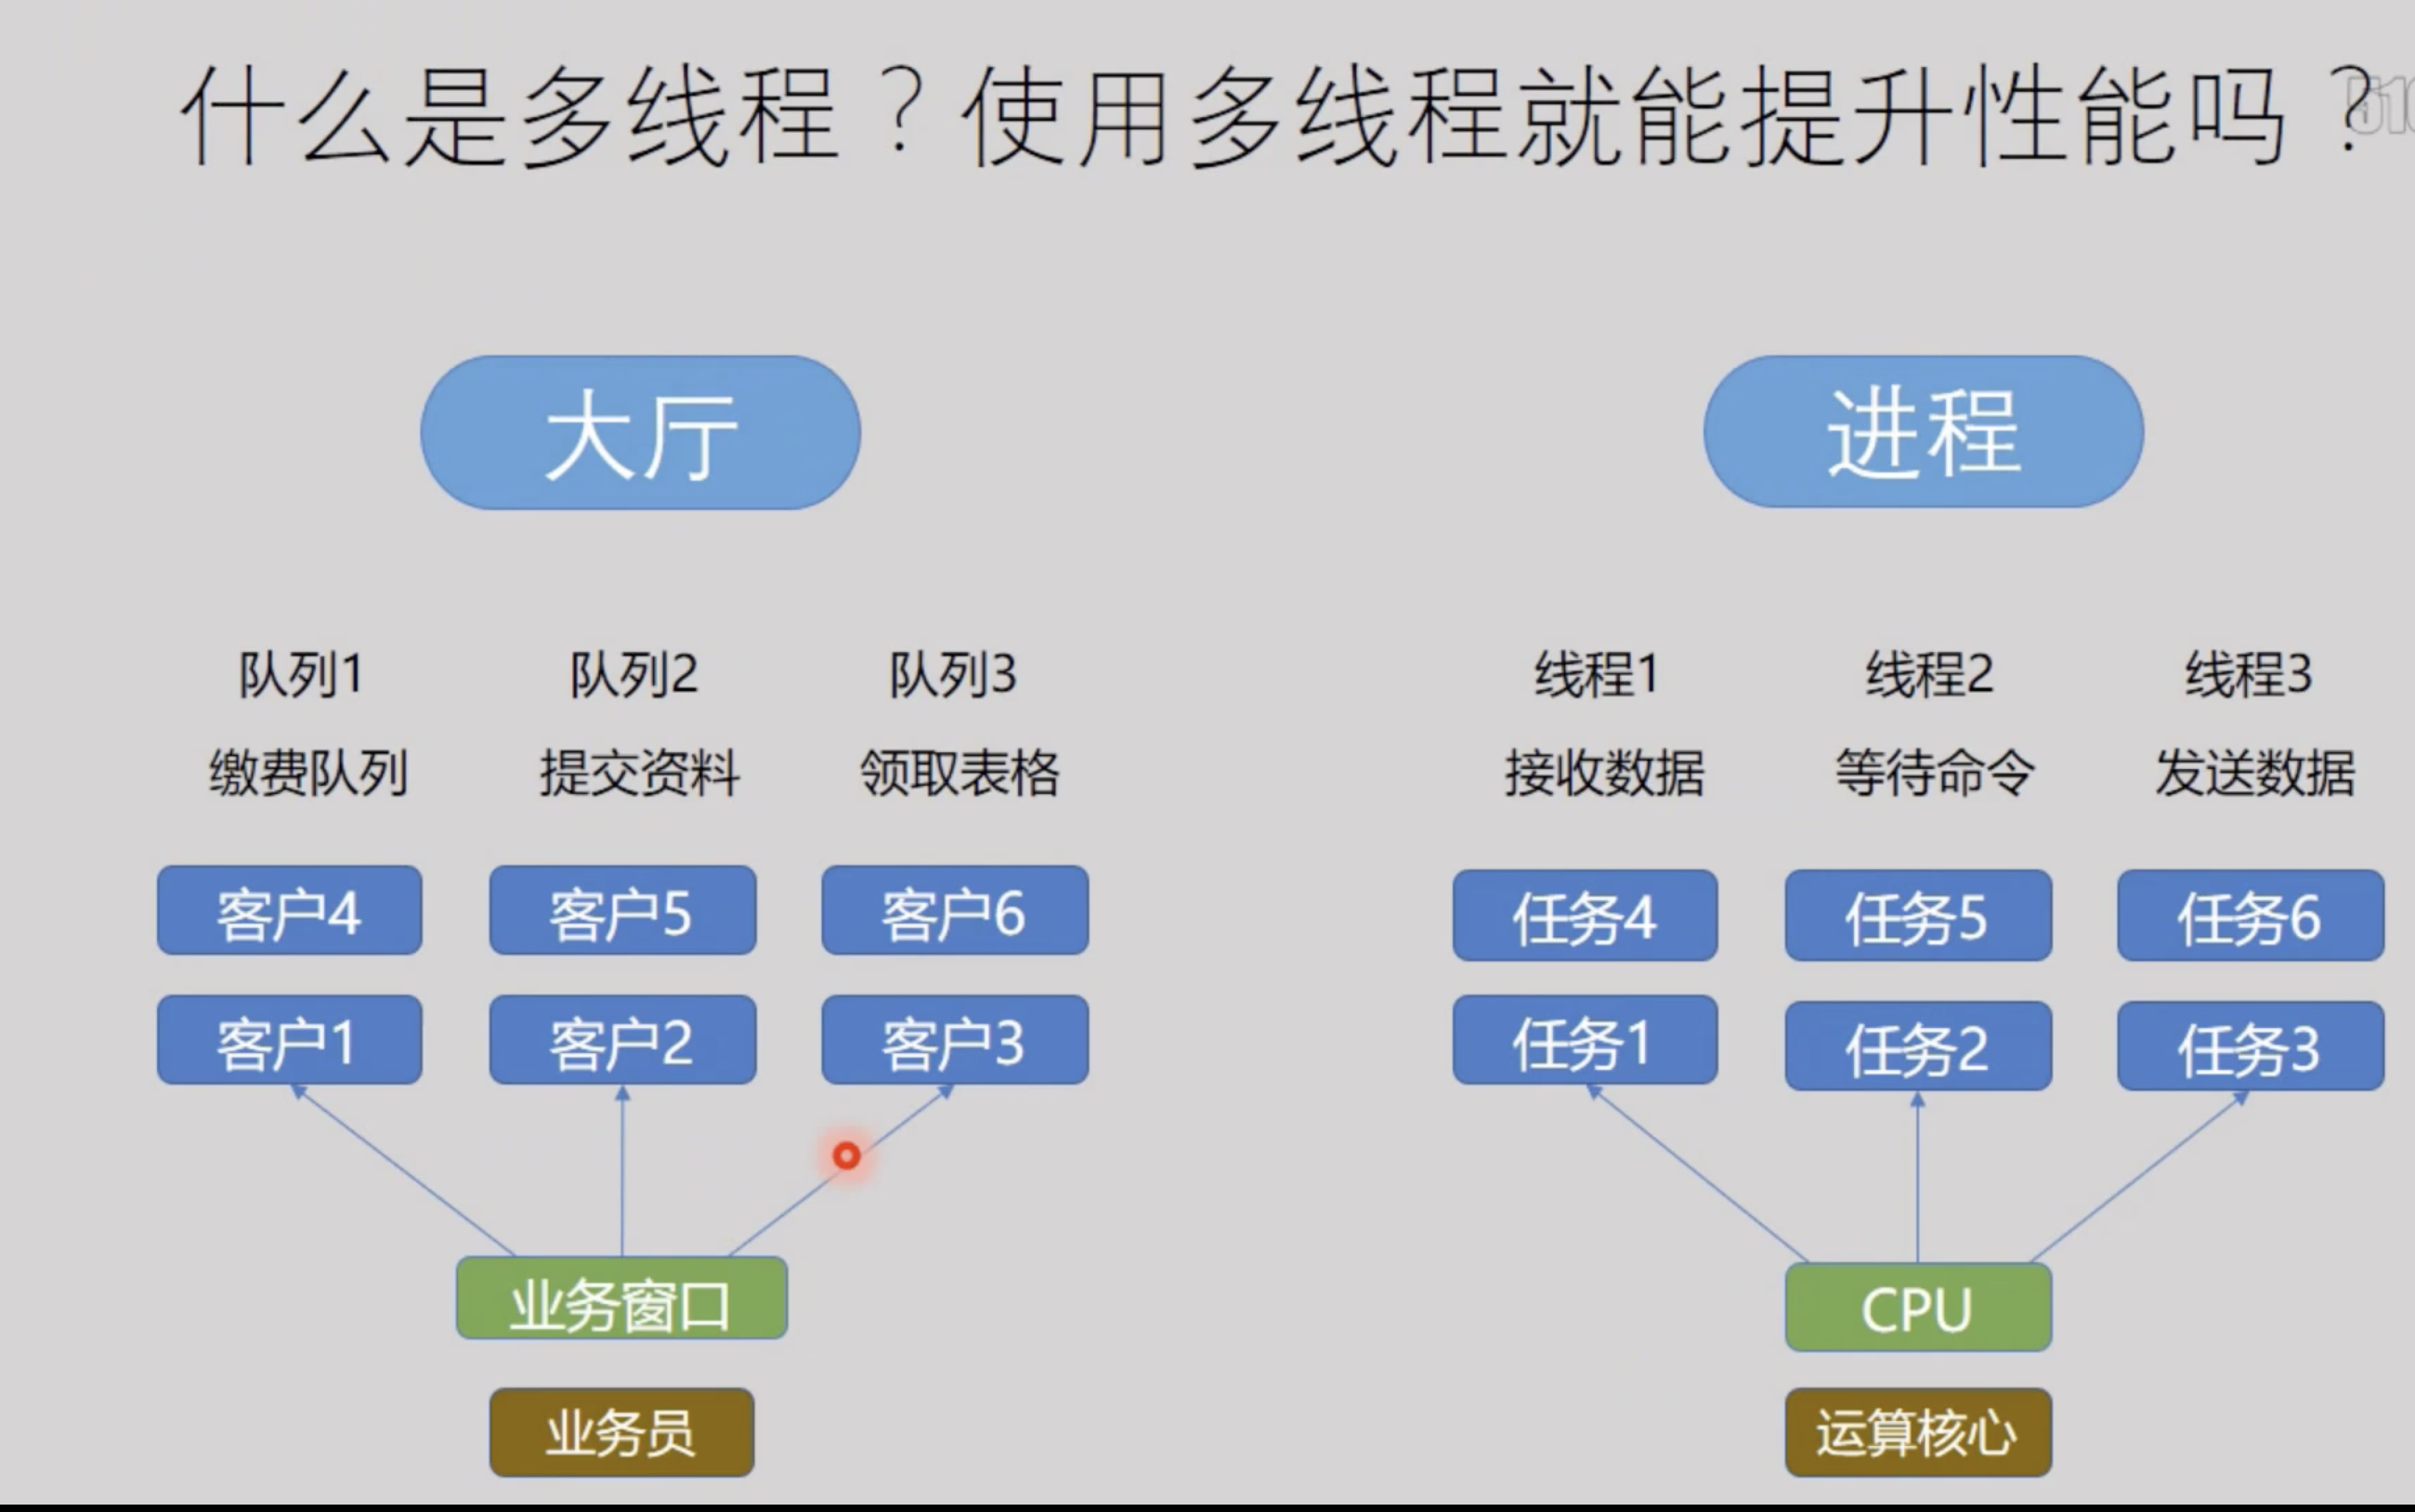 什么是多线程？使用多线程就能提升性能吗？
大厅
队列1 队列2 队列3
缴费队列 提交资料 领取表格
客户4 客户5 客户6
客户1 客户2 客户3
业务窗口
业务员
进程
线程1 线程2 线程3
接收数据 等待命令 发送数据
任务4 任务5 任务6
任务1 任务2 任务3
CPU
运算核心